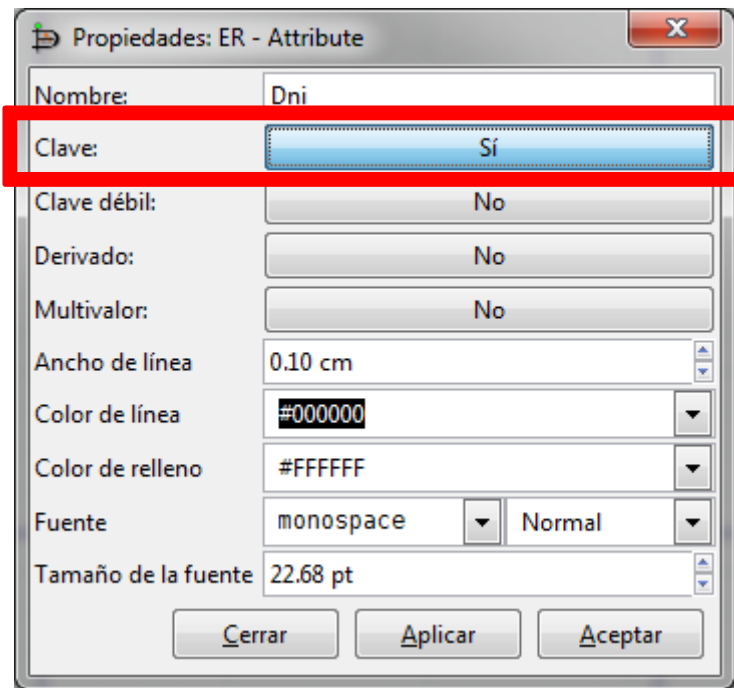 Propiedades: ER - Attribute
Nombre: Dni
Clave: Sí
Clave débil: No
Derivado: No
Multivalor: No
Ancho de línea 0.10 cm
Color de línea #000000
Color de relleno #FFFFFF
Fuente monospace Normal
Tamaño de la fuente 22.68 pt
Cerrar Aplicar Aceptar